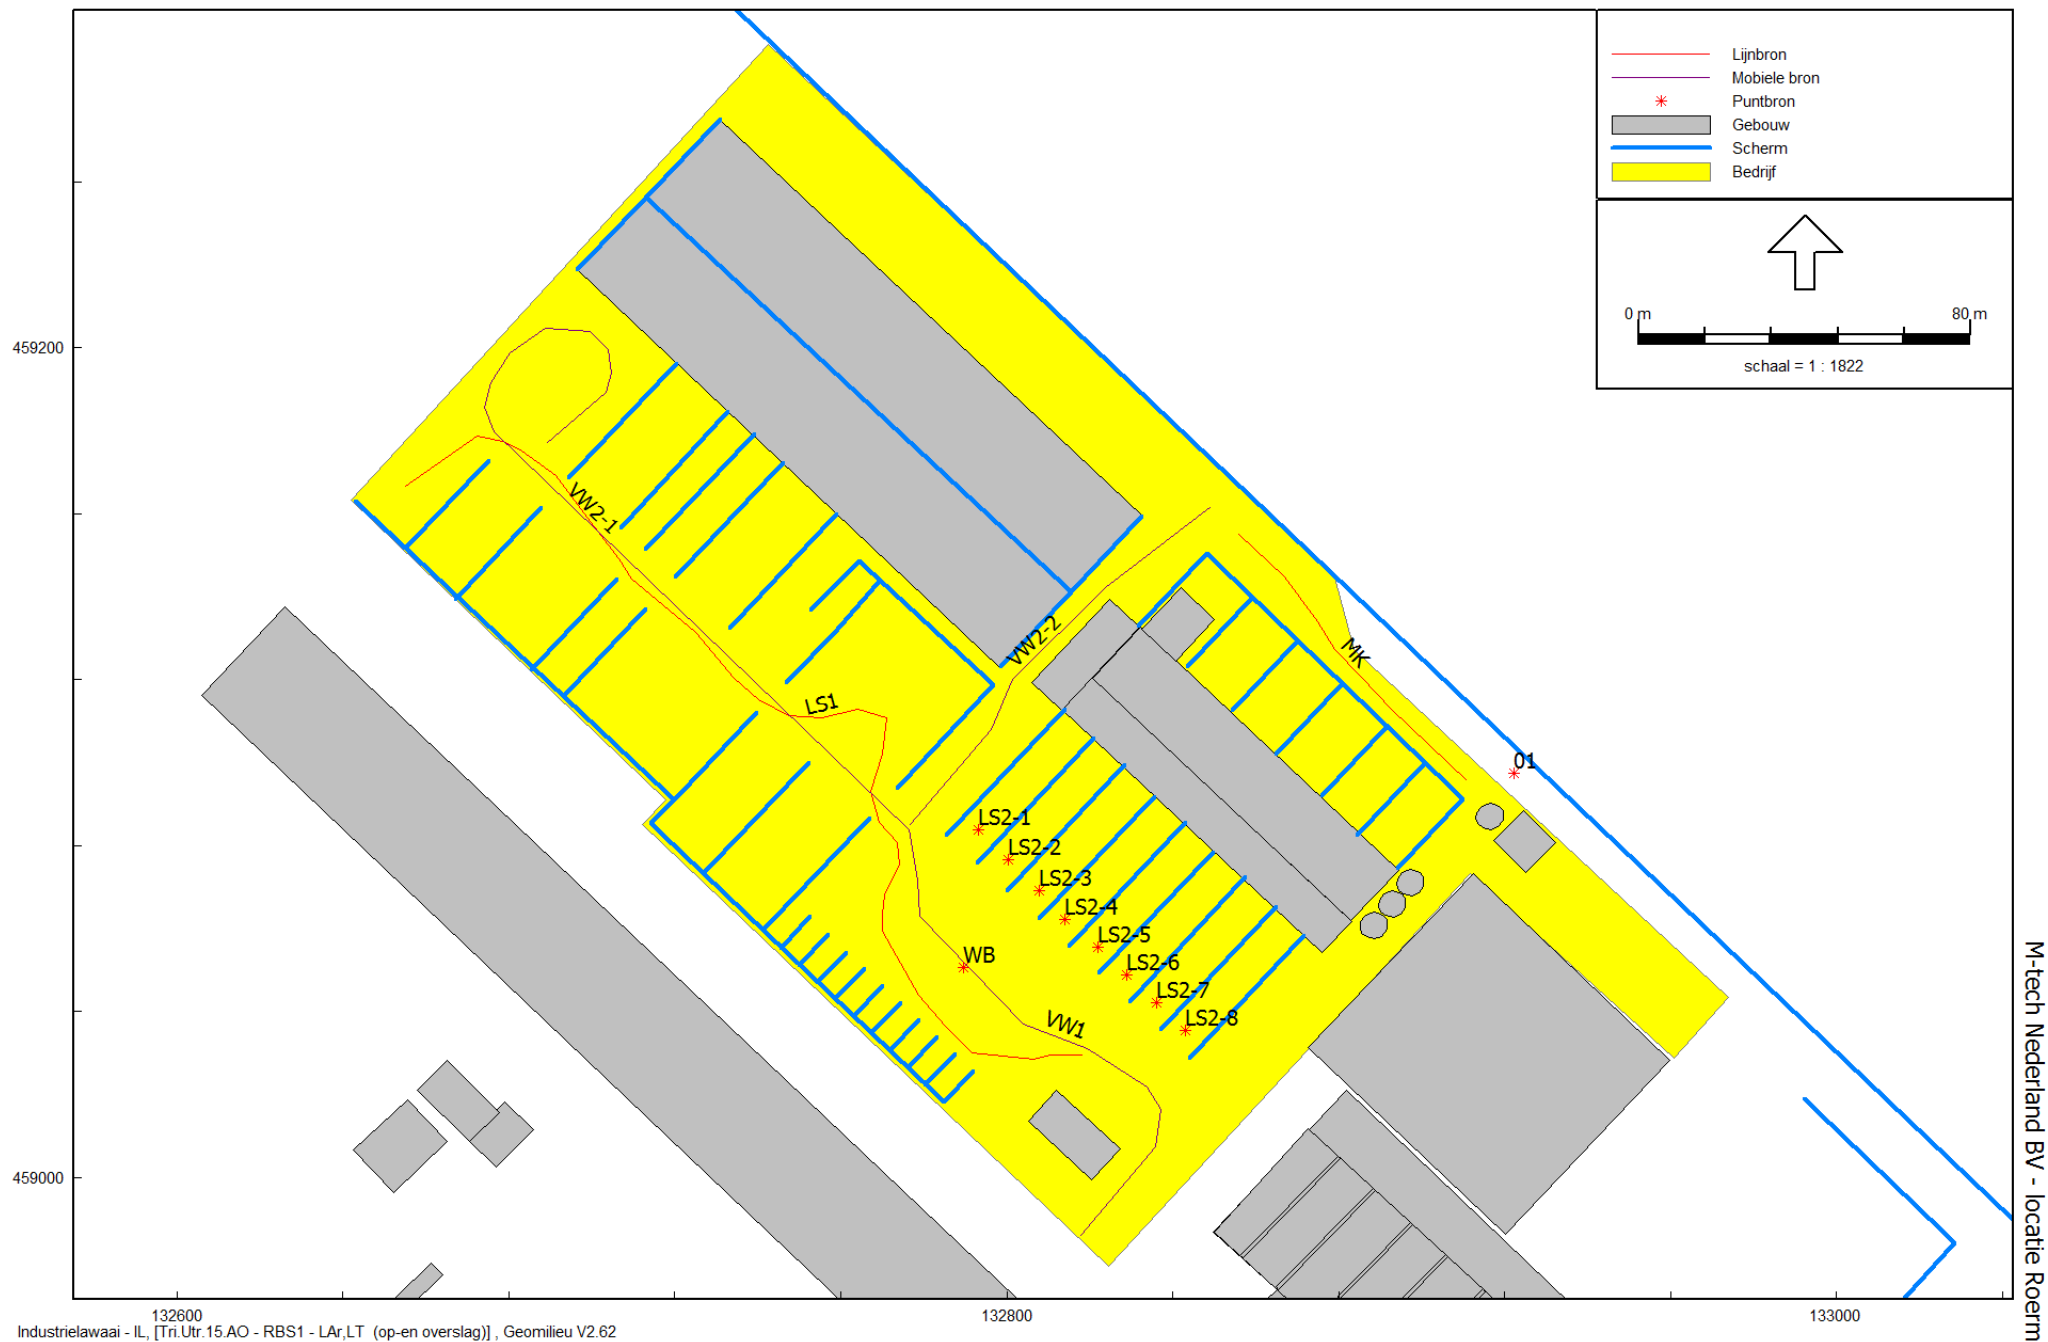 Lijnbron
Mobiele bron
Puntbron
Gebouw
Scherm
Bedrijf
0 m 80 m
schaal = 1 : 1822
459200
459000
132600 132800 133000
VW2-1
LS1
VW2-2
MK
01
LS2-1
LS2-2
LS2-3
LS2-4
LS2-5
LS2-6
LS2-7
LS2-8
WB
VW1
M-tech Nederland BV - locatie Roerm
Industrielawaai - IL, [Tri.Utr.15.AO - RBS1 - LAr,LT (op-en overslag)] , Geomilieu V2.62